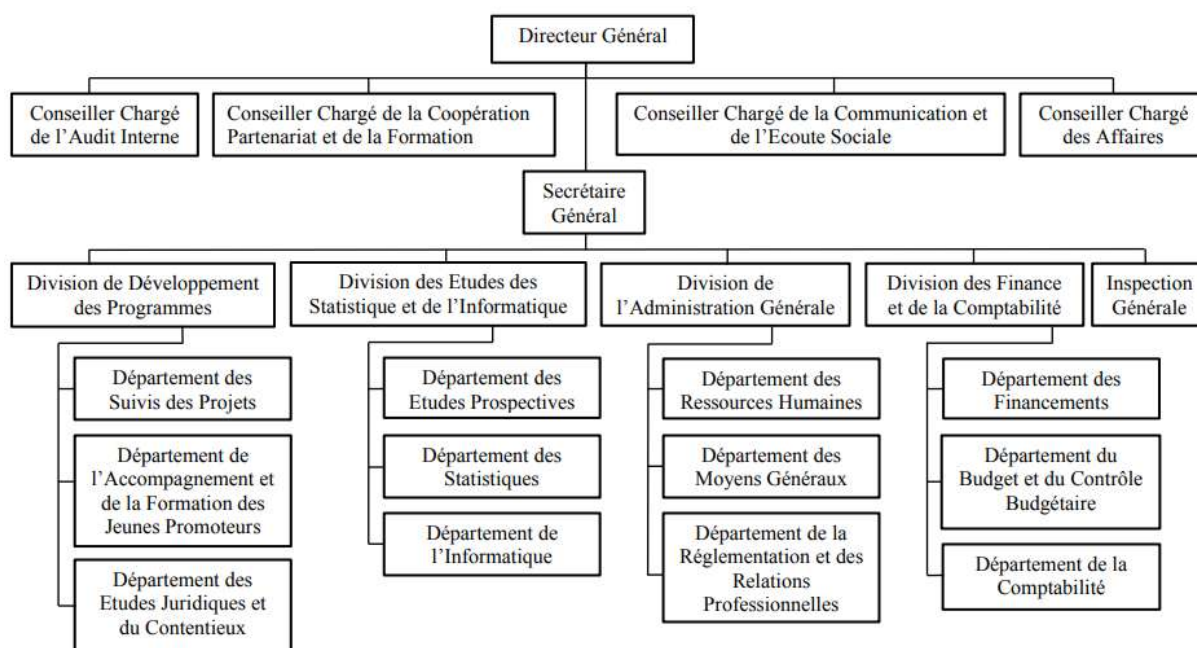 Directeur Général
Conseiller Chargé
de l'Audit Interne
Conseiller Chargé de la Coopération
Partenariat et de la Formation
Conseiller Chargé de la Communication et
de l'Ecoute Sociale
Conseiller Chargé
des Affaires
Secrétaire
Général
Division de Développement
des Programmes
Division des Etudes des
Statistique et de l'Informatique
Division de
l'Administration Générale
Division des Finance
et de la Comptabilité
Inspection
Générale
Département des
Suivis des Projets
Département de
l'Accompagnement et
de la Formation des
Jeunes Promoteurs
Département des
Etudes Juridiques et
du Contentieux
Département des
Etudes Prospectives
Département des
Statistiques
Département de
l'Informatique
Département des
Ressources Humaines
Département des
Moyens Généraux
Département de la
Réglementation et des
Relations
Professionnelles
Département des
Financements
Département du
Budget et du Contrôle
Budgétaire
Département de la
Comptabilité